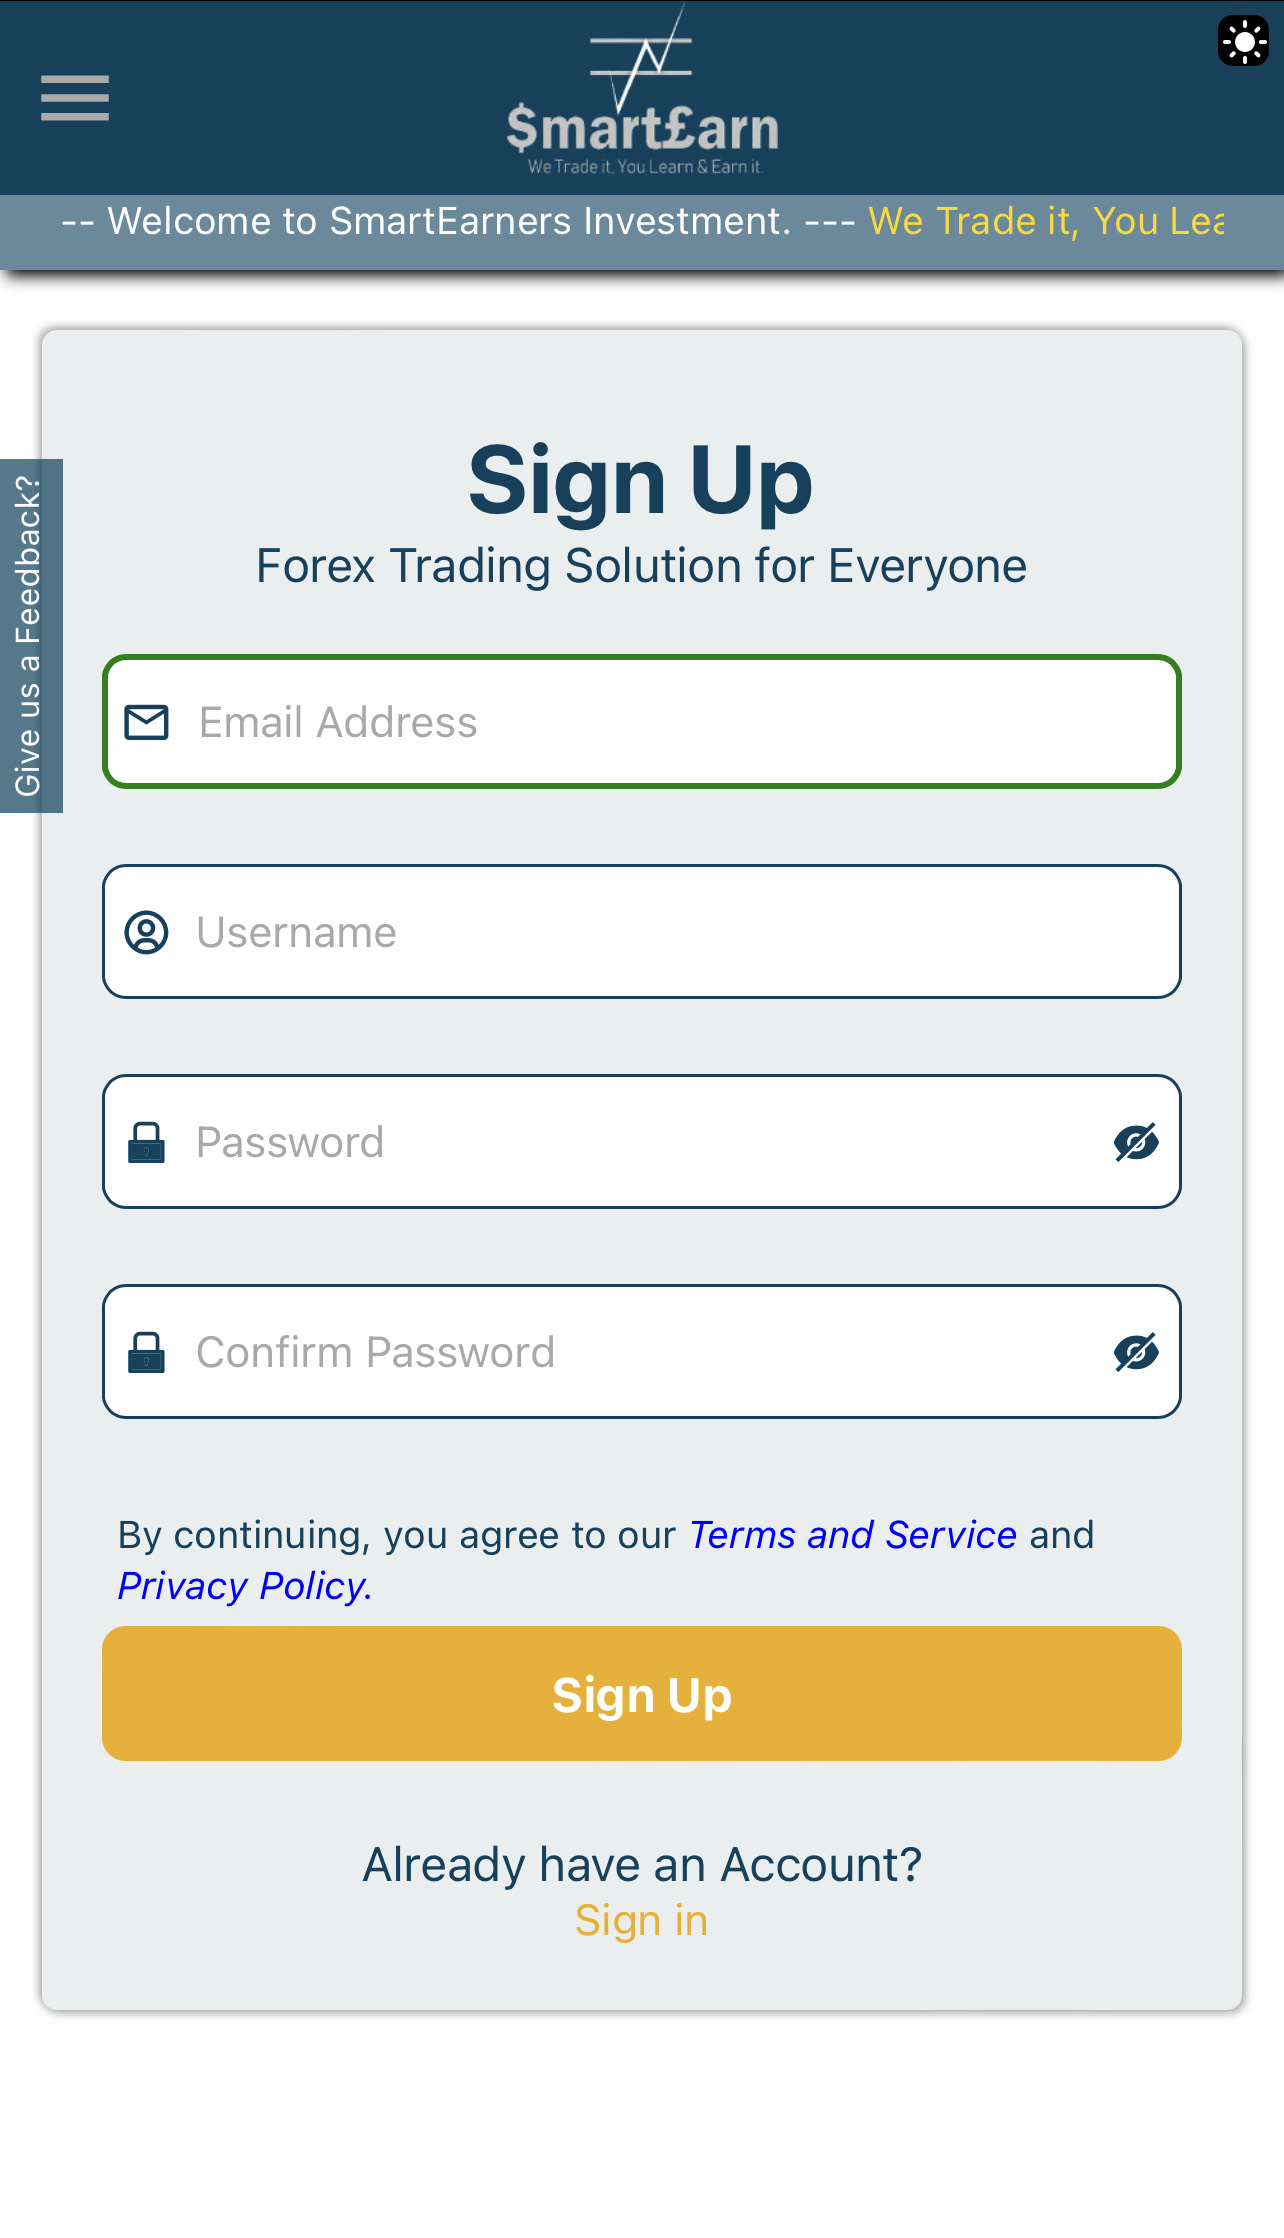 $mart£arn
We Trade it, You Learn & Earn it.
-- Welcome to SmartEarners Investment. --- We Trade it, You Lea
Give us a Feedback?
Sign Up
Forex Trading Solution for Everyone
Email Address
Username
Password
Confirm Password
By continuing, you agree to our Terms and Service and
Privacy Policy.
Sign Up
Already have an Account?
Sign in